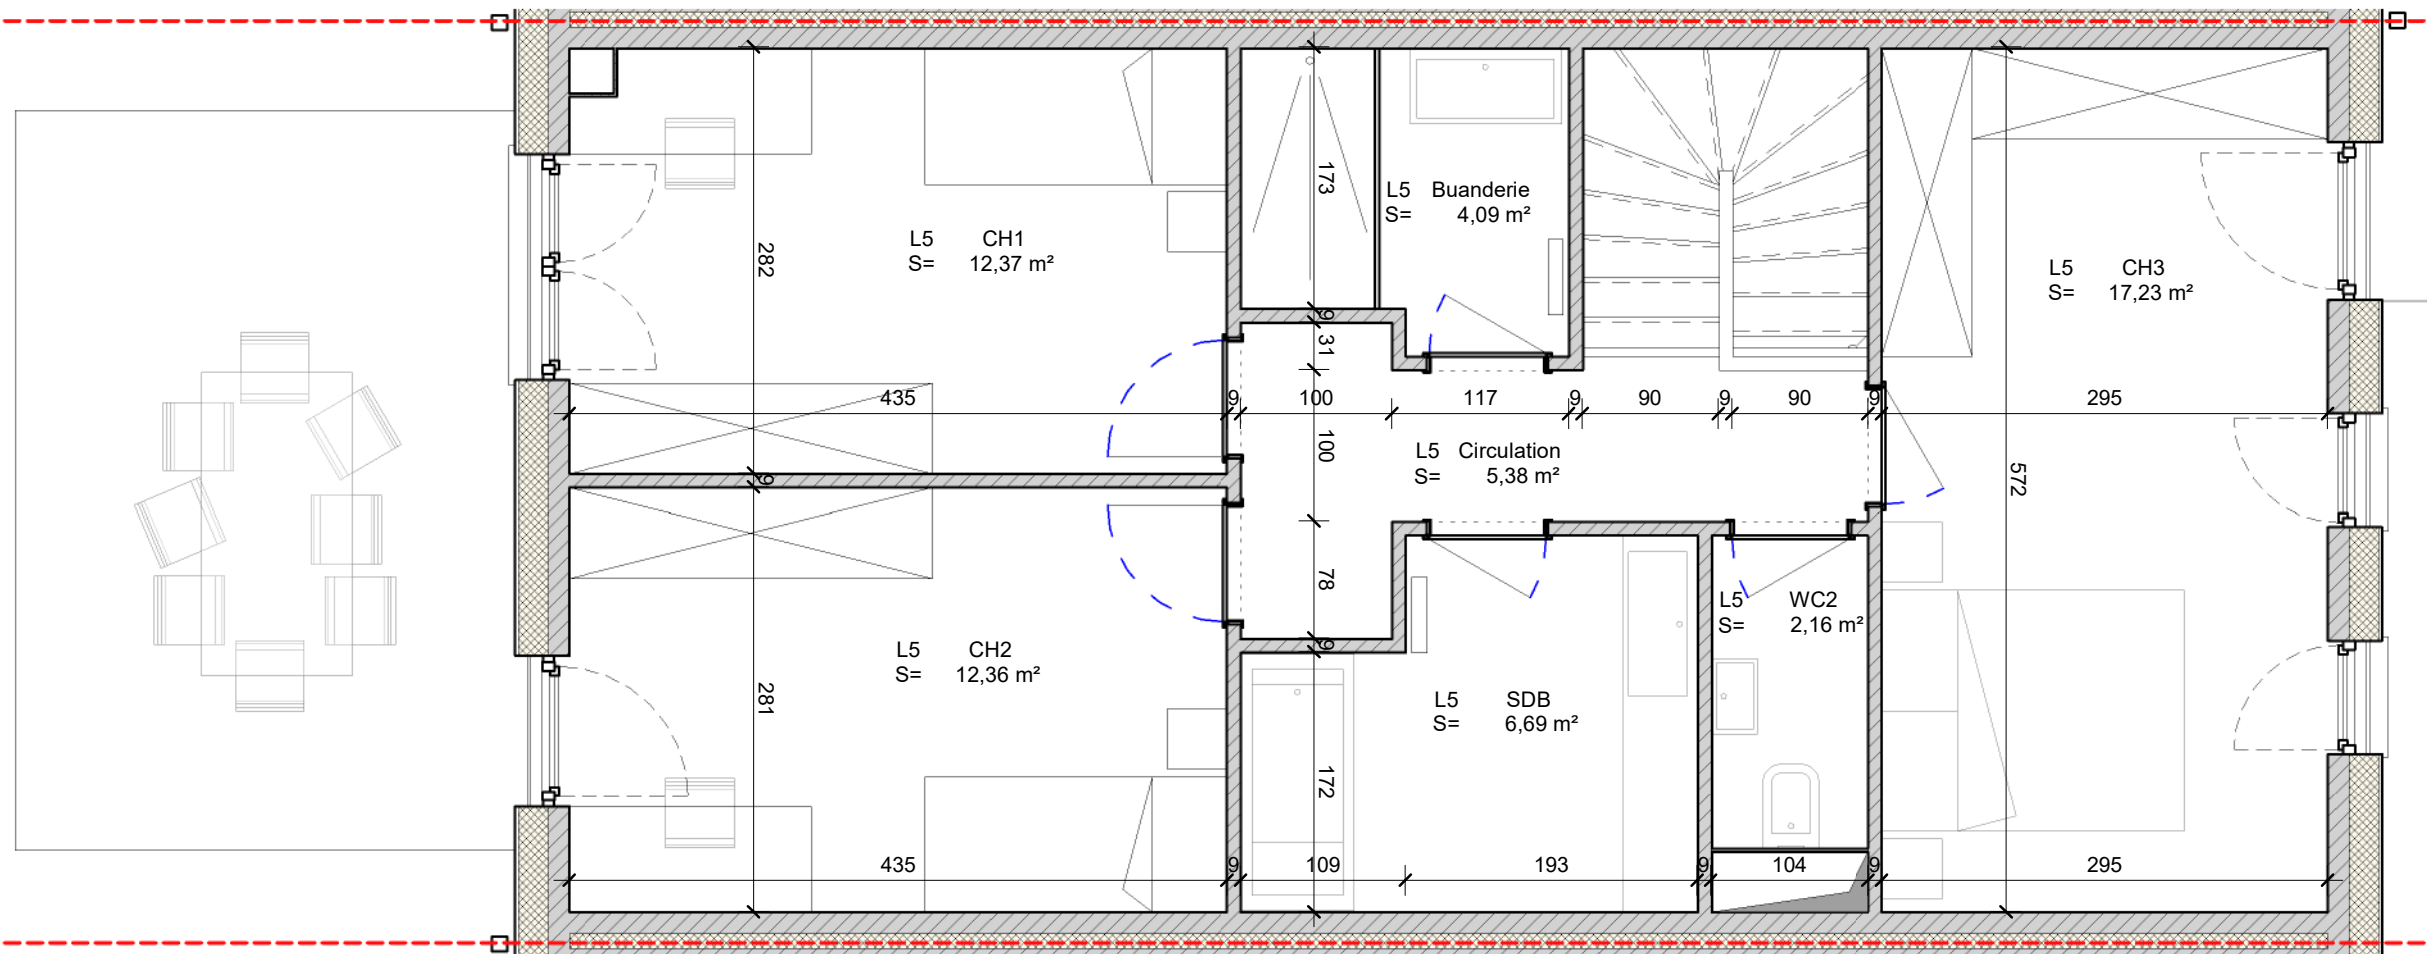 173
L5 Buanderie
S= 4,09 m²
282
L5 CH1
S= 12,37 m²
L5 CH3
S= 17,23 m²
9
31
435
9
100
117
9
90
9
90
9
295
100
L5 Circulation
S= 5,38 m²
9
572
78
L5 WC2
S= 2,16 m²
9
L5 CH2
S= 12,36 m²
281
L5 SDB
S= 6,69 m²
172
435
9
109
193
9
104
9
295